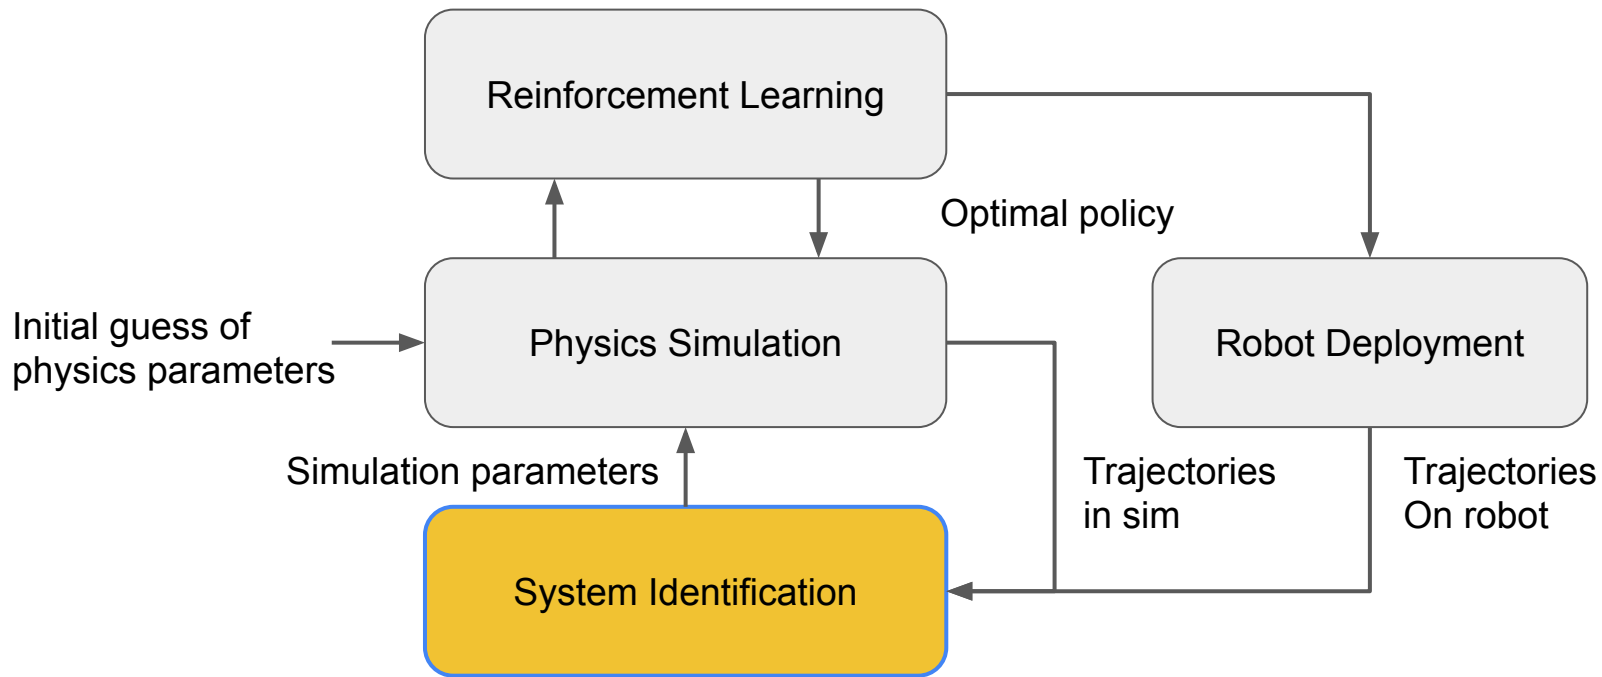 Reinforcement Learning
Optimal policy
Initial guess of
physics parameters
Physics Simulation
Robot Deployment
Simulation parameters
Trajectories
in sim
Trajectories
On robot
System Identification